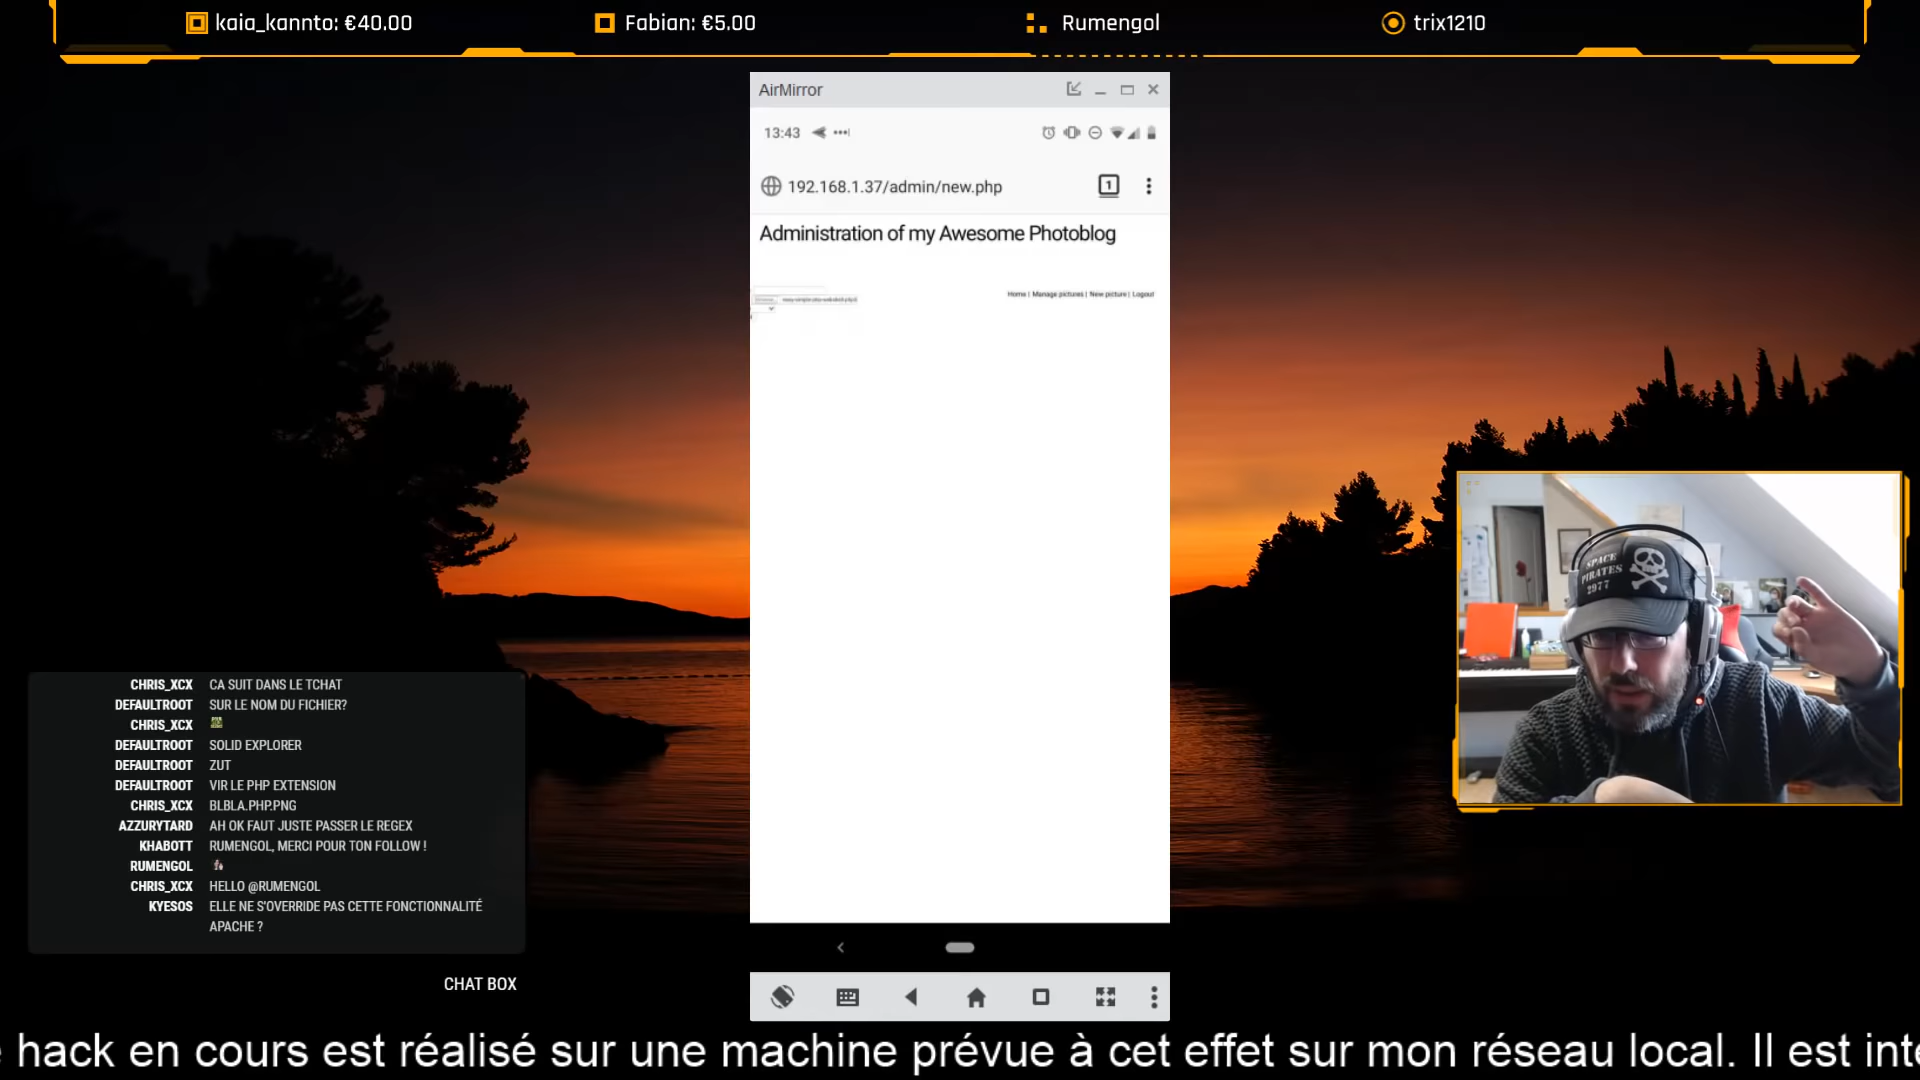 kaia_kannto: €40.00
Fabian: €5.00
Rumengol
trix1210
AirMirror
13:43
192.168.1.37/admin/new.php
1
Administration of my Awesome Photoblog
Home | Manage pictures | New picture | Logout
SPACE
PIRATES
2977
CHRIS_XCX CA SUIT DANS LE TCHAT
DEFAULTROOT SUR LE NOM DU FICHIER?
CHRIS_XCX
DEFAULTROOT SOLID EXPLORER
DEFAULTROOT ZUT
DEFAULTROOT VIR LE PHP EXTENSION
CHRIS_XCX BLBLA.PHP.PNG
AZZURYTARD AH OK FAUT JUSTE PASSER LE REGEX
KHABOTT RUMENGOL, MERCI POUR TON FOLLOW !
RUMENGOL
CHRIS_XCX HELLO @RUMENGOL
KYESOS ELLE NE S'OVERRIDE PAS CETTE FONCTIONNALITÉ
APACHE ?
CHAT BOX
hack en cours est réalisé sur une machine prévue à cet effet sur mon réseau local. Il est